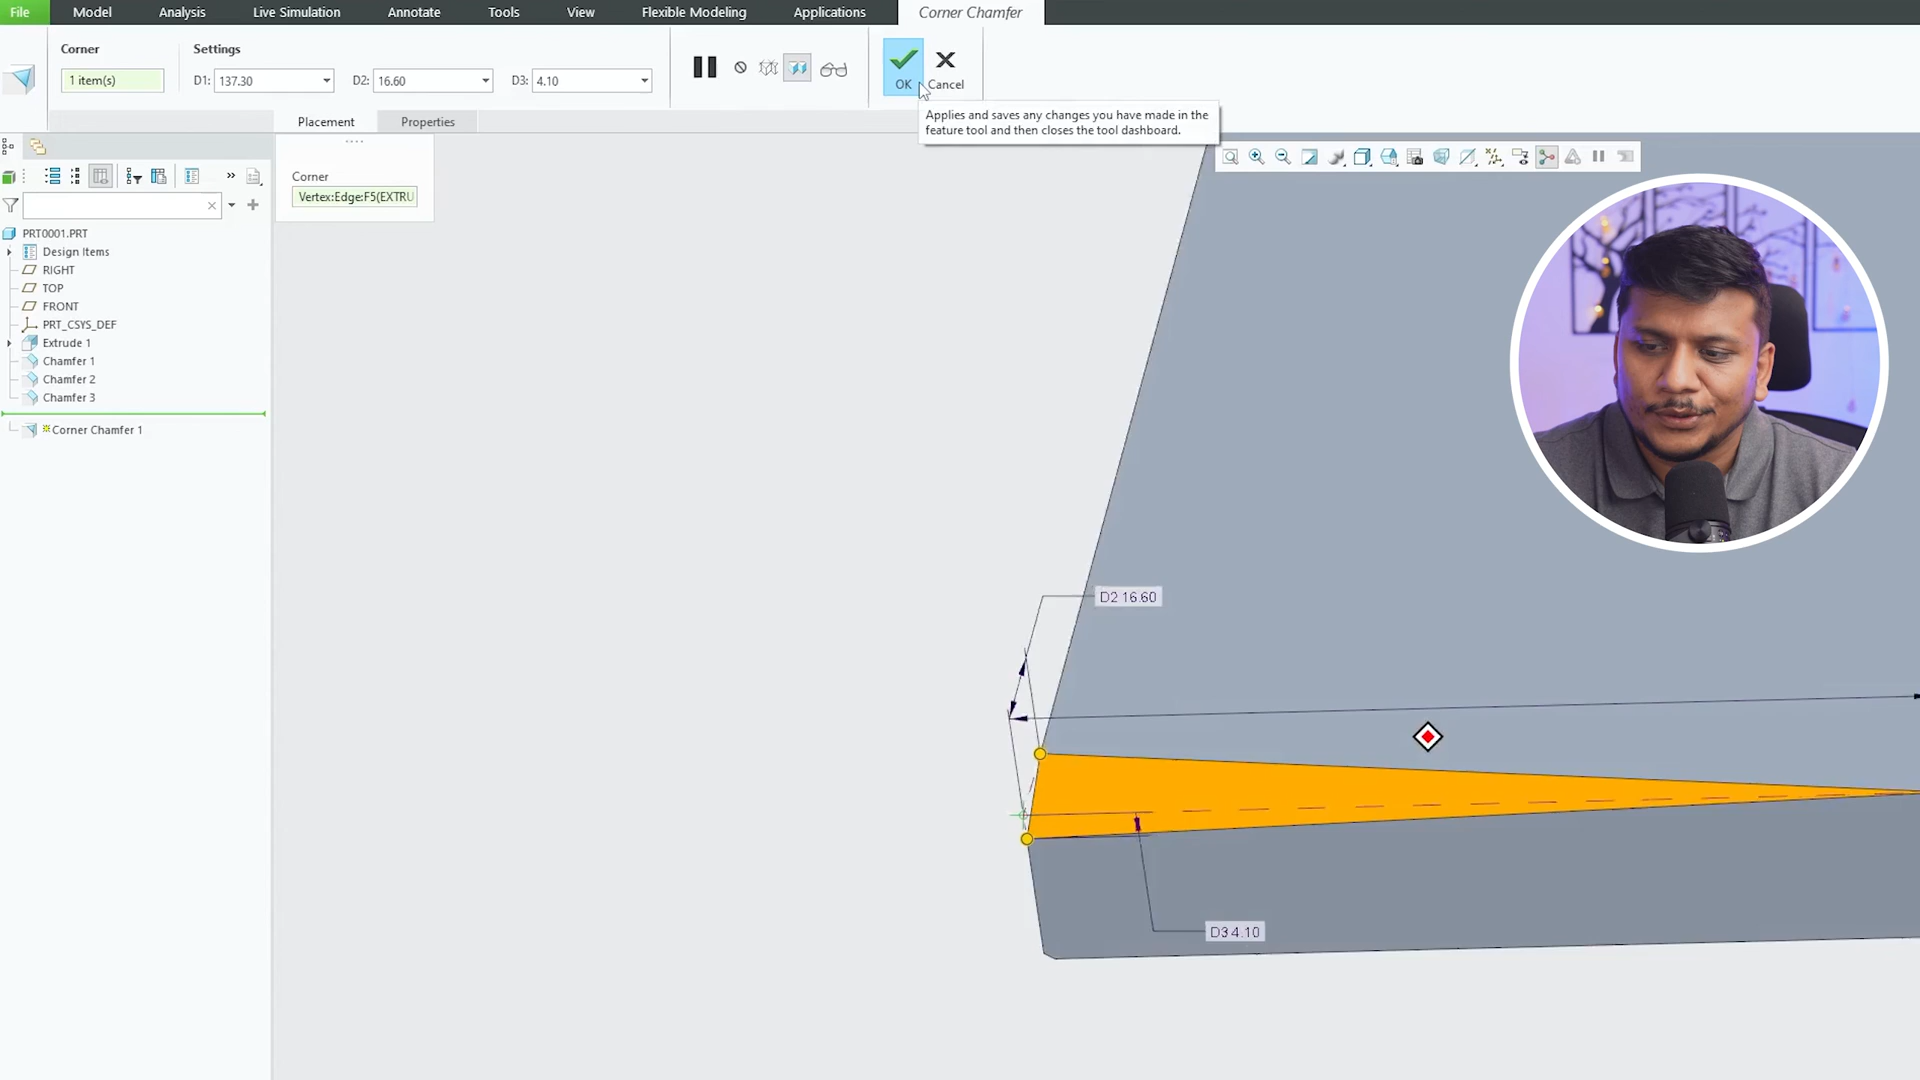 File Model Analysis Live Simulation Annotate Tools View Flexible Modeling Applications Corner Chamfer
Corner Settings
1 item(s) D1: 137.30 D2: 16.60 D3: 4.10
OK Cancel
Placement Properties
Applies and saves any changes you have made in the
feature tool and then closes the tool dashboard.
Corner
Vertex:Edge:F5(EXTRU
PRT0001.PRT
Design Items
RIGHT
TOP
FRONT
PRT_CSYS_DEF
Extrude 1
Chamfer 1
Chamfer 2
Chamfer 3
Corner Chamfer 1
D2 16.60
D3 4.10